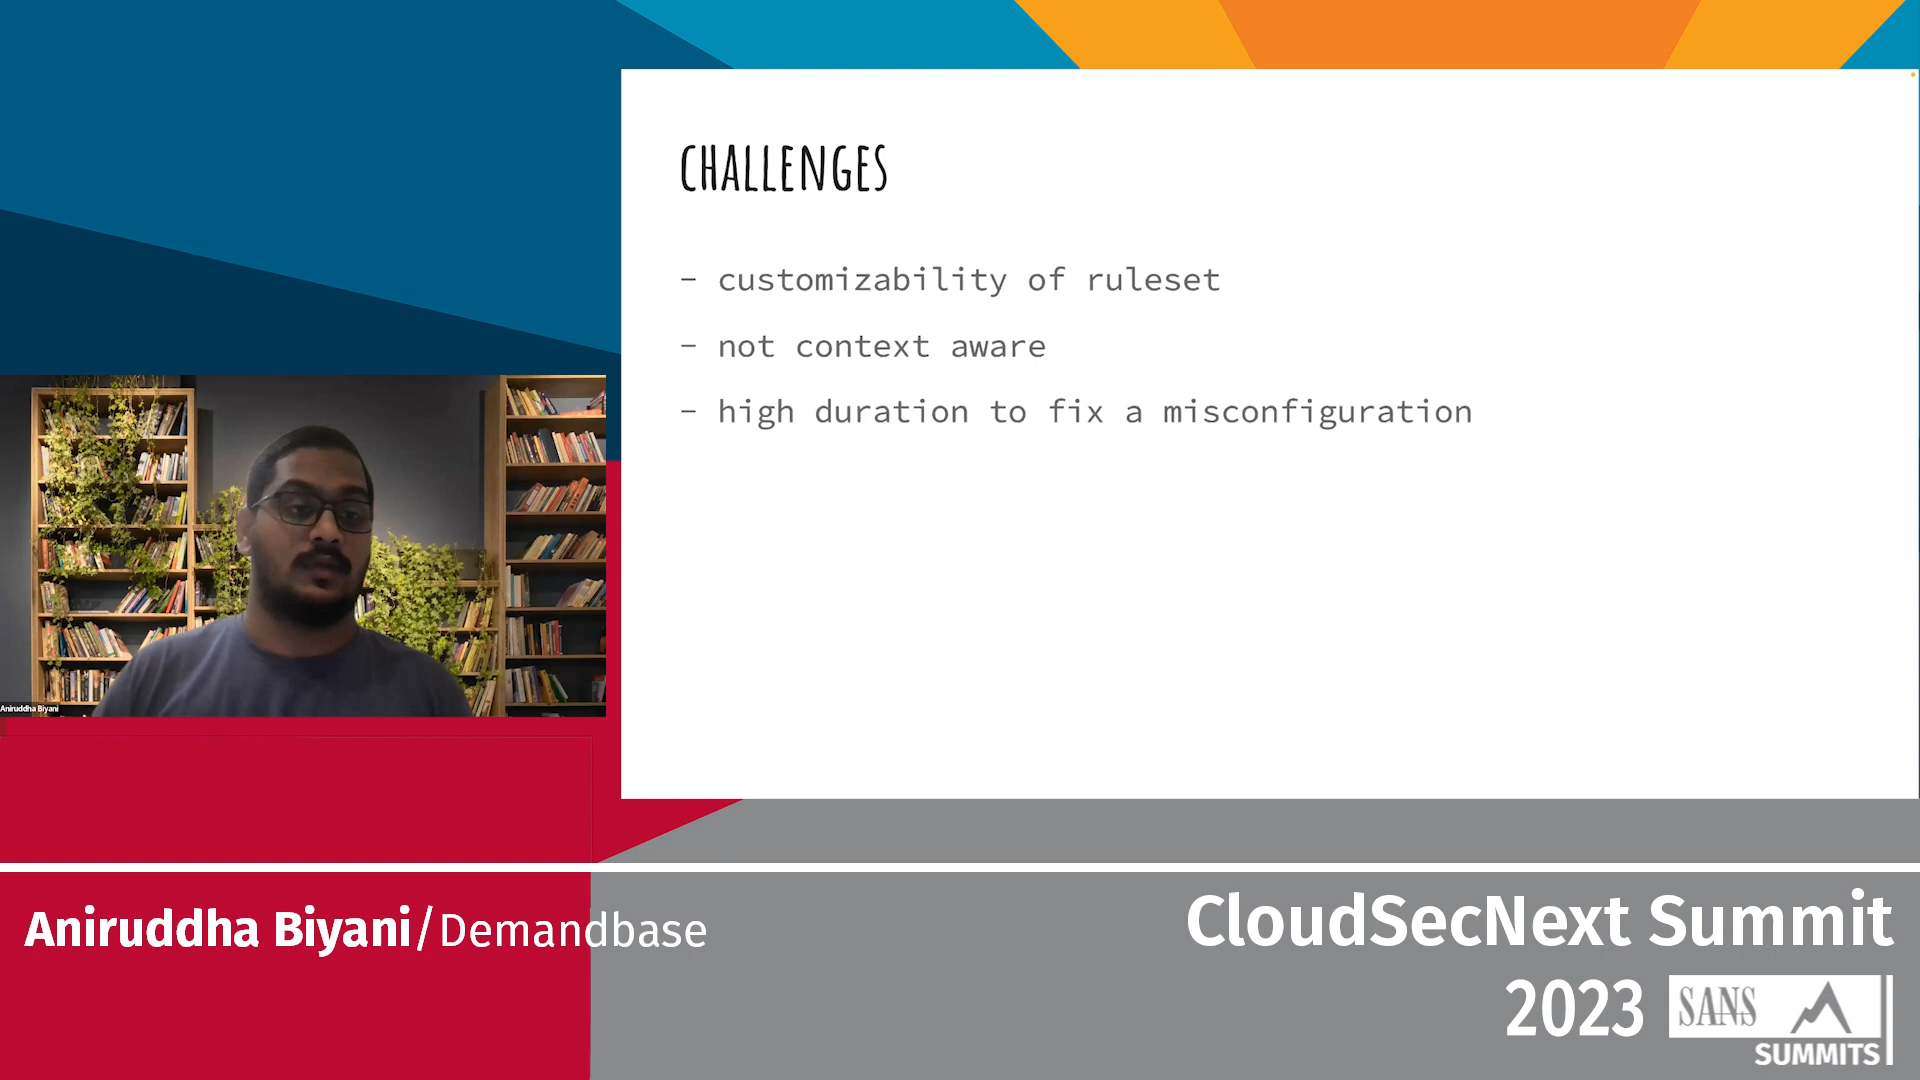 CHALLENGES
- customizability of ruleset
- not context aware
- high duration to fix a misconfiguration
Aniruddha Biyani
Aniruddha Biyani/Demandbase
CloudSecNext Summit
2023
SANS
SUMMITS